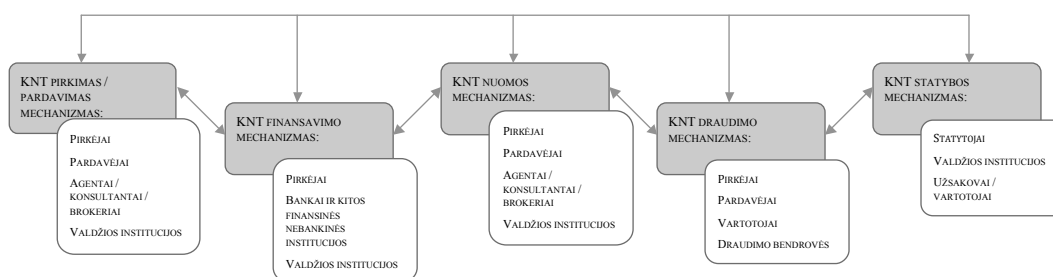 KNT PIRKIMAS /
PARDAVIMAS
MECHANIZMAS:
PIRKĖJAI
PARDAVĖJAI
AGENTAI /
KONSULTANTAI /
BROKERIAI
VALDŽIOS INSTITUCIJOS
KNT FINANSAVIMO
MECHANIZMAS:
PIRKĖJAI
BANKAI IR KITOS
FINANSINĖS
NEBANKINĖS
INSTITUCIJOS
VALDŽIOS INSTITUCIJOS
KNT NUOMOS
MECHANIZMAS:
PIRKĖJAI
PARDAVĖJAI
AGENTAI /
KONSULTANTAI /
BROKERIAI
VALDŽIOS INSTITUCIJOS
KNT DRAUDIMO
MECHANIZMAS:
PIRKĖJAI
PARDAVĖJAI
VARTOTOJAI
DRAUDIMO BENDROVĖS
KNT STATYBOS
MECHANIZMAS:
STATYTOJAI
VALDŽIOS INSTITUCIJOS
UŽSAKOVAI /
VARTOTOJAI